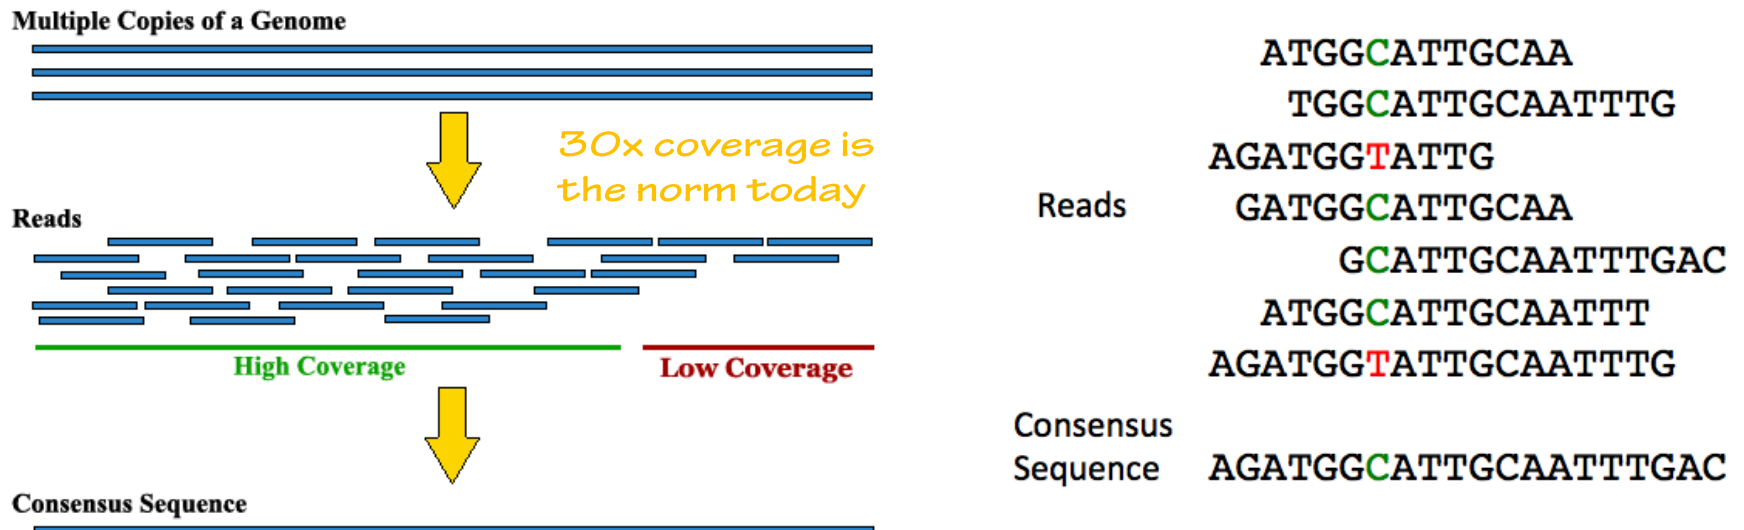 Multiple Copies of a Genome
30x coverage is
the norm today
Reads
High Coverage
Low Coverage
Consensus Sequence
ATGGCATTGCAA
TGGCATTGCAATTTG
AGATGGTATTG
Reads
GATGGCATTGCAA
GCATTGCAATTTGAC
ATGGCATTGCAATTT
AGATGGTATTGCAATTTG
Consensus
Sequence
AGATGGCATTGCAATTTGAC